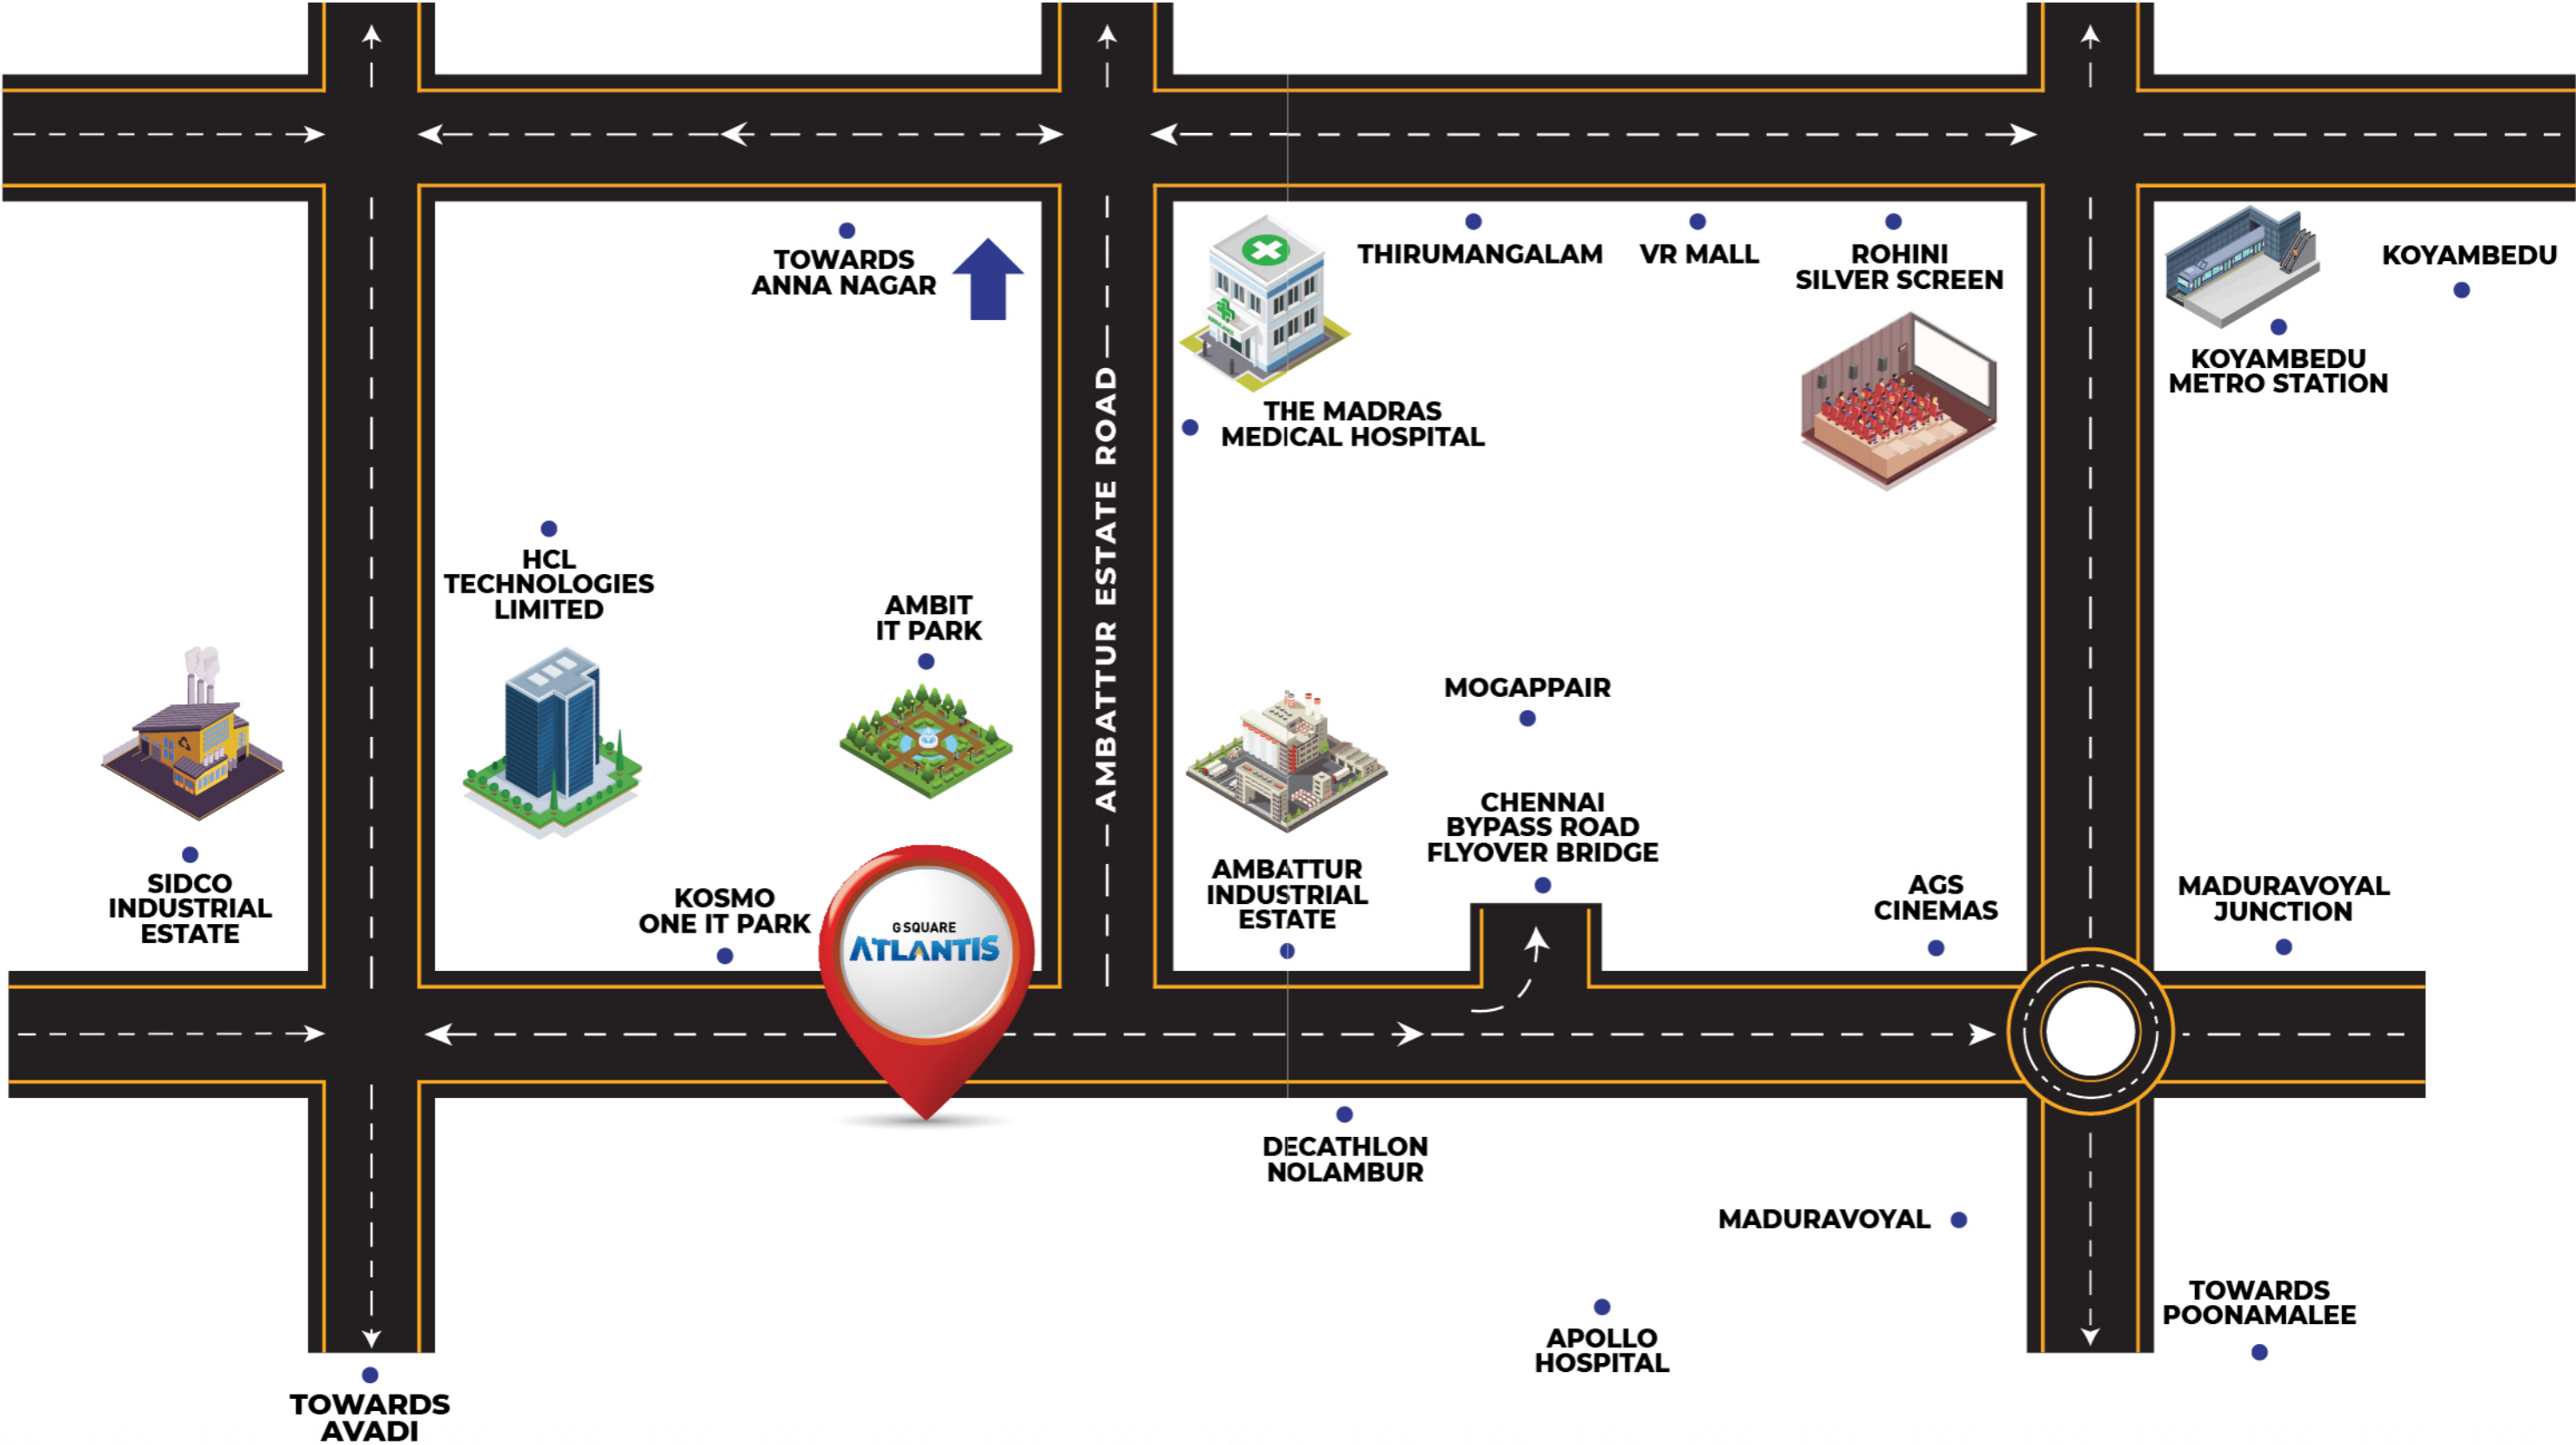 TOWARDS
ANNA NAGAR
THIRUMANGALAM
VR MALL
ROHINI
SILVER SCREEN
KOYAMBEDU
KOYAMBEDU
METRO STATION
THE MADRAS
MEDICAL HOSPITAL
AMBATTUR ESTATE ROAD
HCL
TECHNOLOGIES
LIMITED
AMBIT
IT PARK
MOGAPPAIR
CHENNAI
BYPASS ROAD
FLYOVER BRIDGE
SIDCO
INDUSTRIAL
ESTATE
KOSMO
ONE IT PARK
G SQUARE
ATLANTIS
AMBATTUR
INDUSTRIAL
ESTATE
AGS
CINEMAS
MADURAVOYAL
JUNCTION
DECATHLON
NOLAMBUR
MADURAVOYAL
APOLLO
HOSPITAL
TOWARDS
POONAMALEE
TOWARDS
AVADI